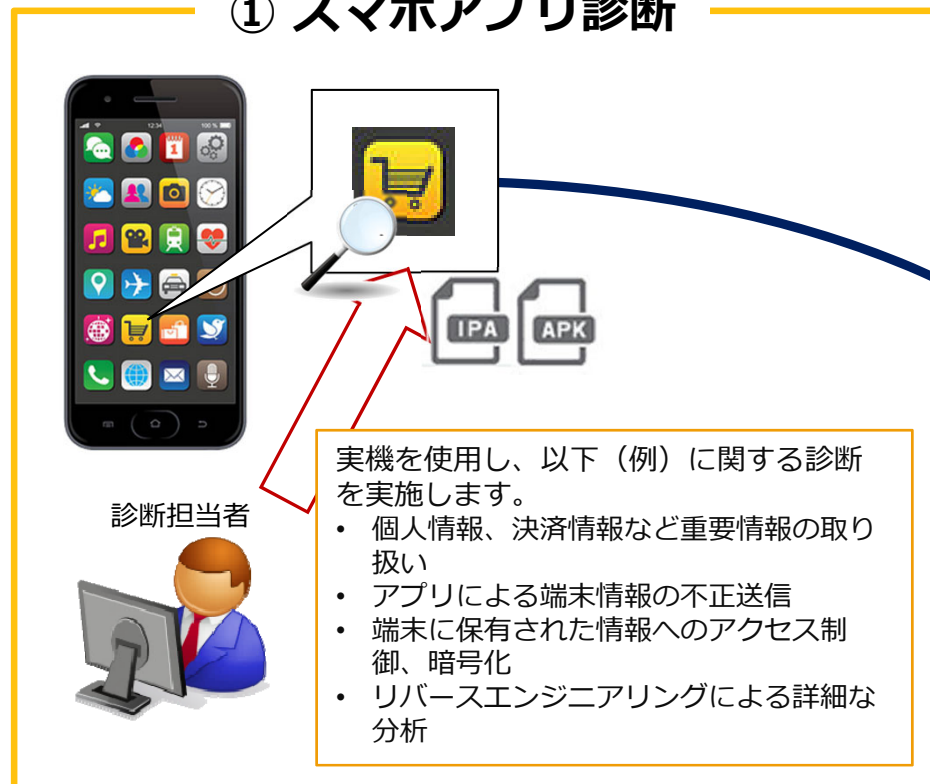 ① スマホアプリ診断
12:34
100 %
1
IPA
APK
診断担当者
実機を使用し、以下（例）に関する診断
を実施します。
• 個人情報、決済情報など重要情報の取り
扱い
• アプリによる端末情報の不正送信
• 端末に保有された情報へのアクセス制
御、暗号化
• リバースエンジニアリングによる詳細な
分析